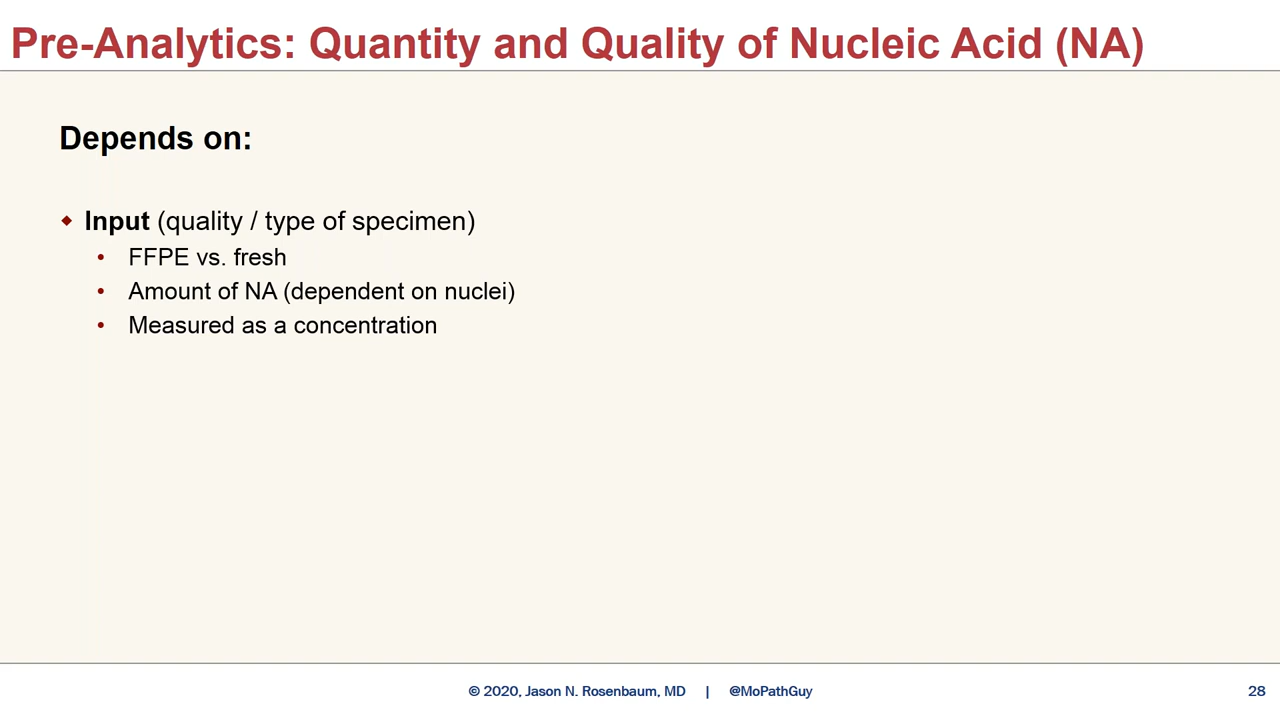 Pre-Analytics: Quantity and Quality of Nucleic Acid (NA)
Depends on:
Input (quality / type of specimen)
FFPE vs. fresh
Amount of NA (dependent on nuclei)
Measured as a concentration
© 2020, Jason N. Rosenbaum, MD | @MoPathGuy
28